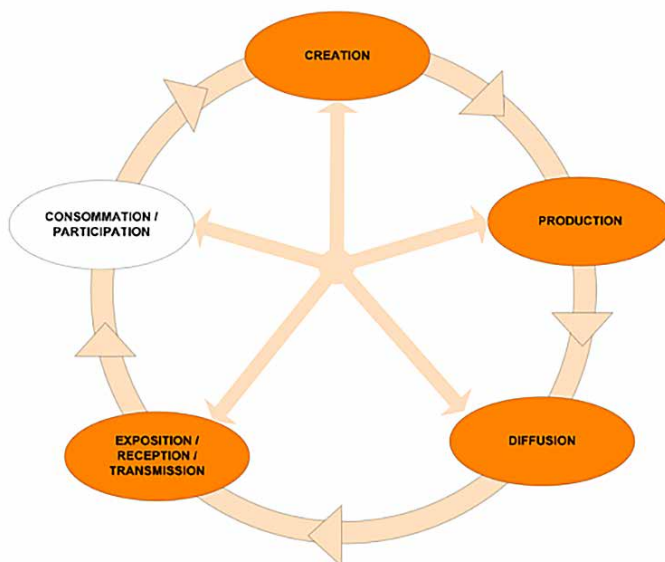 CREATION
PRODUCTION
DIFFUSION
EXPOSITION /
RECEPTION /
TRANSMISSION
CONSOMMATION /
PARTICIPATION